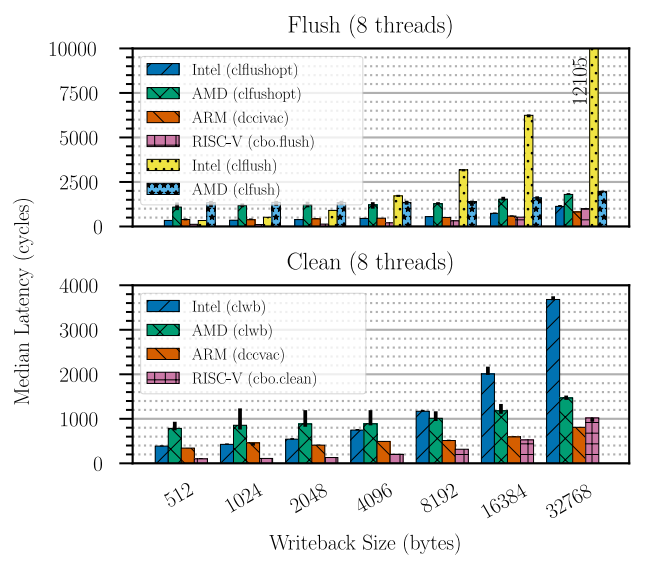 Flush (8 threads)
10000
7500
5000
2500
0
Intel (clflushopt)
AMD (clfushopt)
ARM (dccivac)
RISC-V (cbo.flush)
Intel (clflush)
AMD (clfush)
12105
Median Latency (cycles)
Clean (8 threads)
4000
3000
2000
1000
0
Intel (clwb)
AMD (clwb)
ARM (dccvac)
RISC-V (cbo.clean)
512
1024
2048
4096
8192
16384
32768
Writeback Size (bytes)